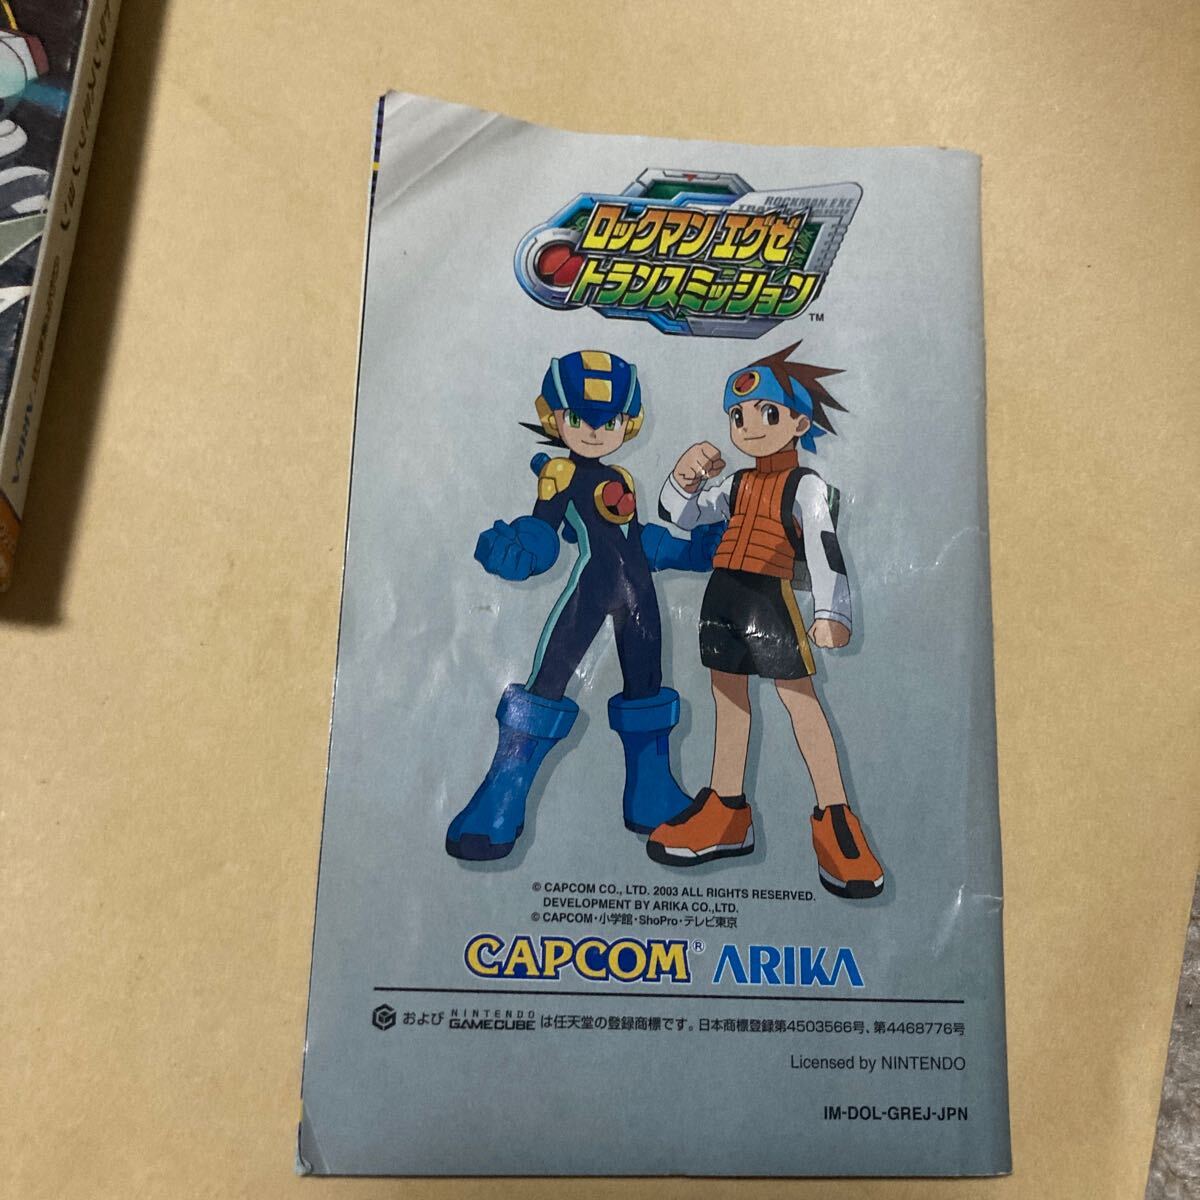 ROCKMAN.EXE
ロックマン エグゼ
トランスミッション
™
© CAPCOM CO., LTD. 2003 ALL RIGHTS RESERVED.
DEVELOPMENT BY ARIKA CO.,LTD.
© CAPCOM・小学館・ShoPro・テレビ東京
CAPCOM® ARIKA
および NINTENDO GAMECUBE は任天堂の登録商標です。日本商標登録第4503566号、第4468776号
Licensed by NINTENDO
IM-DOL-GREJ-JPN